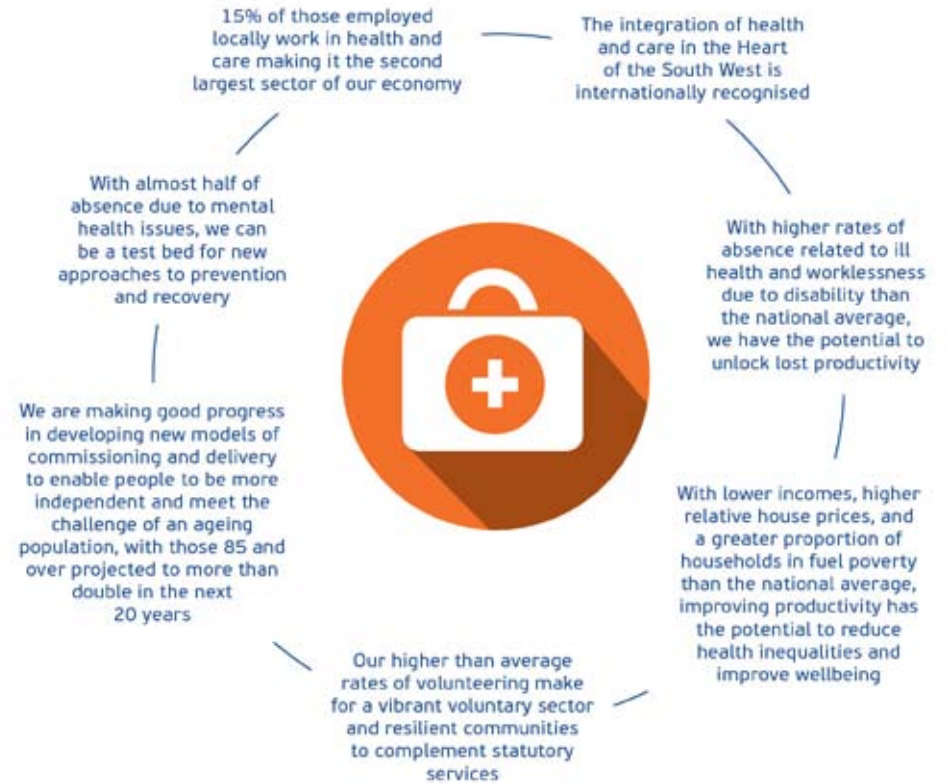 15% of those employed
locally work in health and
care making it the second
largest sector of our economy
The integration of health
and care in the Heart
of the South West is
internationally recognised
With higher rates of
absence related to ill
health and worklessness
due to disability than
the national average,
we have the potential to
unlock lost productivity
With lower incomes, higher
relative house prices, and
a greater proportion of
households in fuel poverty
than the national average,
improving productivity has
the potential to reduce
health inequalities and
improve wellbeing
Our higher than average
rates of volunteering make
for a vibrant voluntary sector
and resilient communities
to complement statutory
services
We are making good progress
in developing new models of
commissioning and delivery
to enable people to be more
independent and meet the
challenge of an ageing
population, with those 85 and
over projected to more than
double in the next
20 years
With almost half of
absence due to mental
health issues, we can
be a test bed for new
approaches to prevention
and recovery